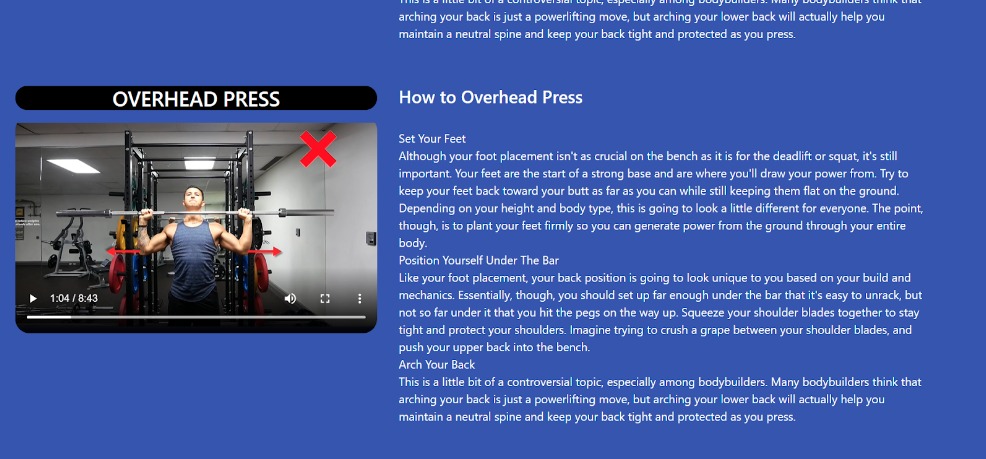 This is a little bit of a controversial topic, especially among bodybuilders. Many bodybuilders think that
arching your back is just a powerlifting move, but arching your lower back will actually help you
maintain a neutral spine and keep your back tight and protected as you press.
OVERHEAD PRESS
1:04 / 8:43
How to Overhead Press
Set Your Feet
Although your foot placement isn't as crucial on the bench as it is for the deadlift or squat, it's still
important. Your feet are the start of a strong base and are where you'll draw your power from. Try to
keep your feet back toward your butt as far as you can while still keeping them flat on the ground.
Depending on your height and body type, this is going to look a little different for everyone. The point,
though, is to plant your feet firmly so you can generate power from the ground through your entire
body.
Position Yourself Under The Bar
Like your foot placement, your back position is going to look unique to you based on your build and
mechanics. Essentially, though, you should set up far enough under the bar that it's easy to unrack, but
not so far under it that you hit the pegs on the way up. Squeeze your shoulder blades together to stay
tight and protect your shoulders. Imagine trying to crush a grape between your shoulder blades, and
push your upper back into the bench.
Arch Your Back
This is a little bit of a controversial topic, especially among bodybuilders. Many bodybuilders think that
arching your back is just a powerlifting move, but arching your lower back will actually help you
maintain a neutral spine and keep your back tight and protected as you press.